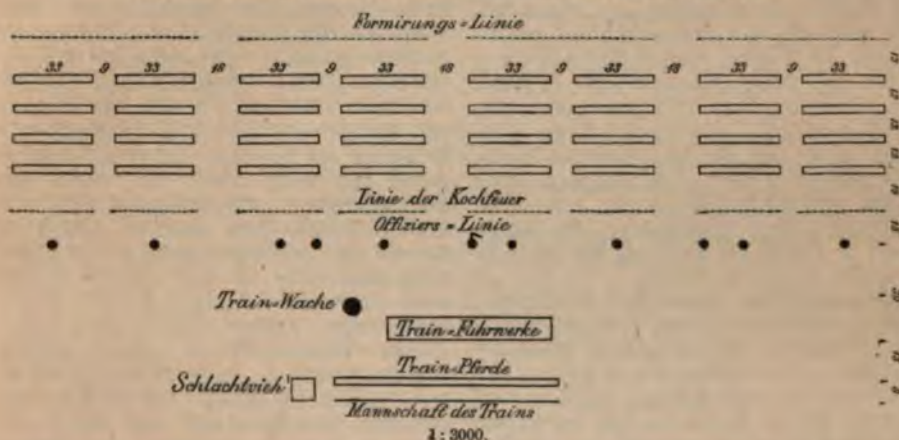 Formirungs-Linie
33 9 33 18 33 9 33 18 33 9 33 18 33 9 33
Linie der Kochfeuer
Offiziers-Linie
Train-Wache
Train-Fuhrwerke
Train-Pferde
Schlachtvieh
Mannschaft des Trains
1 : 3000.